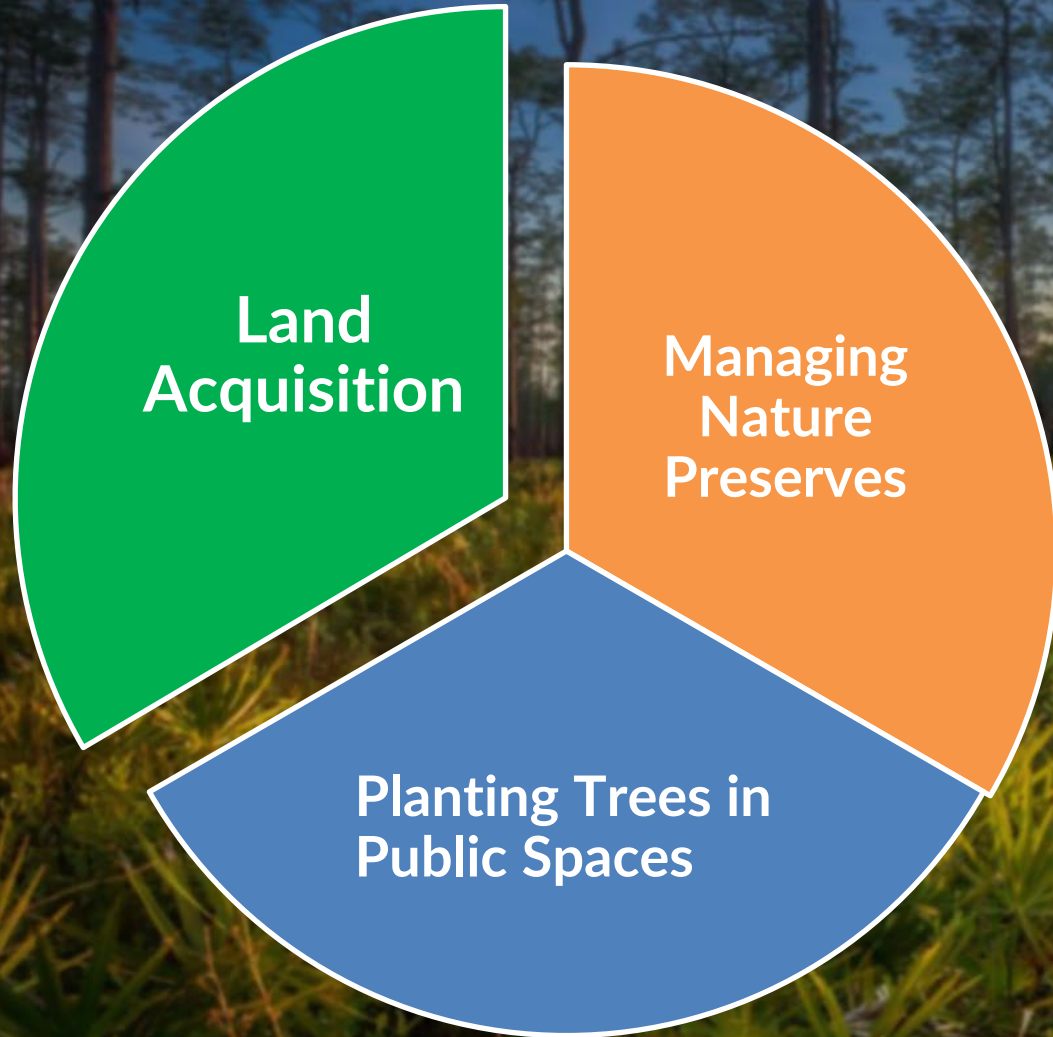 Land
Acquisition
Managing
Nature
Preserves
Planting Trees in
Public Spaces